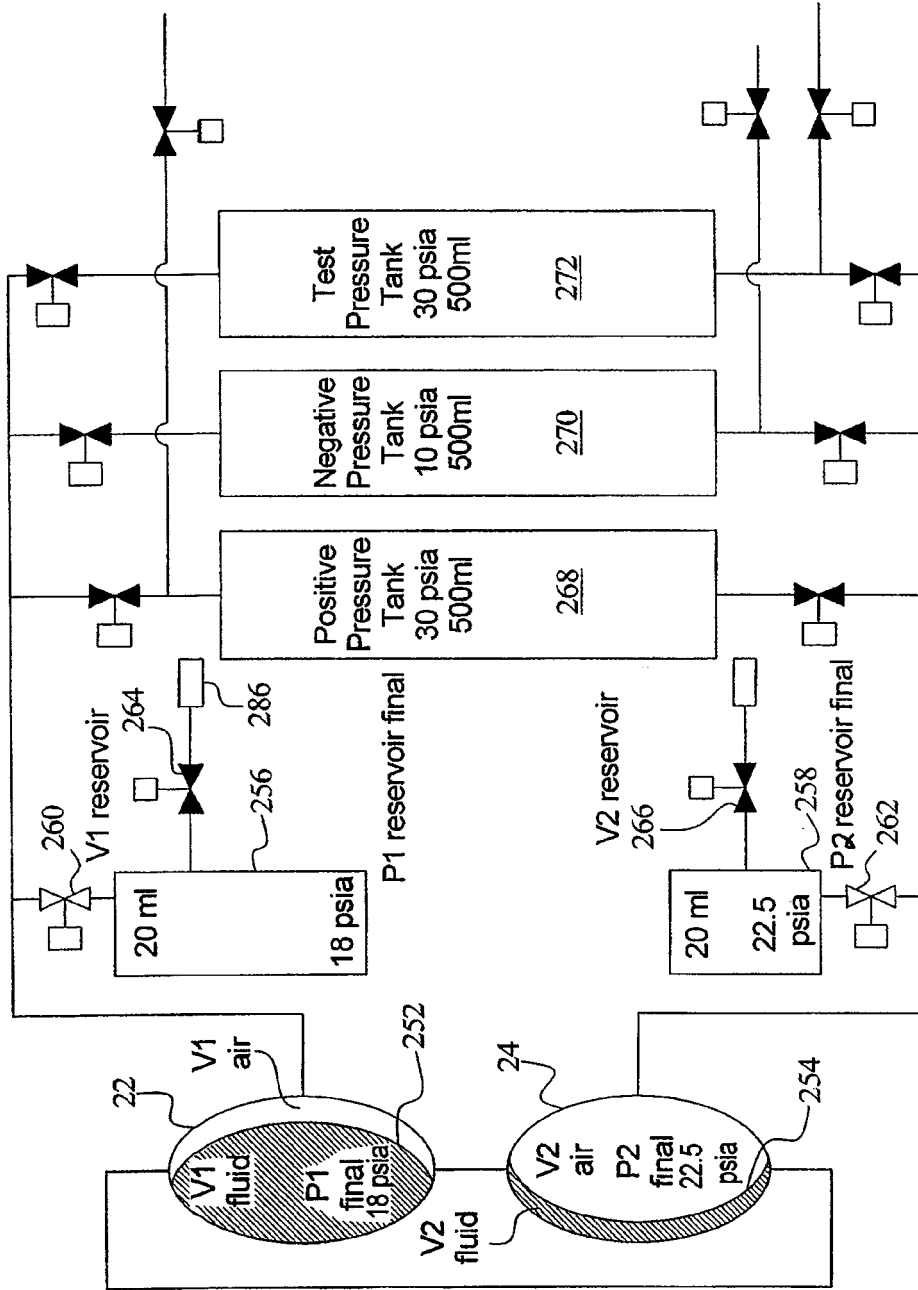 22
V1
air
V1
fluid
P1
final
18 psia
252
V2
fluid
24
V2
air
P2
final
22.5
psia
254
260
V1 reservoir
264
286
256
20 ml
18 psia
P1 reservoir final
V2 reservoir
266
258
P2 reservoir final
262
20 ml
22.5
psia
Positive
Pressure
Tank
30 psia
500ml
268
Negative
Pressure
Tank
10 psia
500ml
270
Test
Pressure
Tank
30 psia
500ml
272